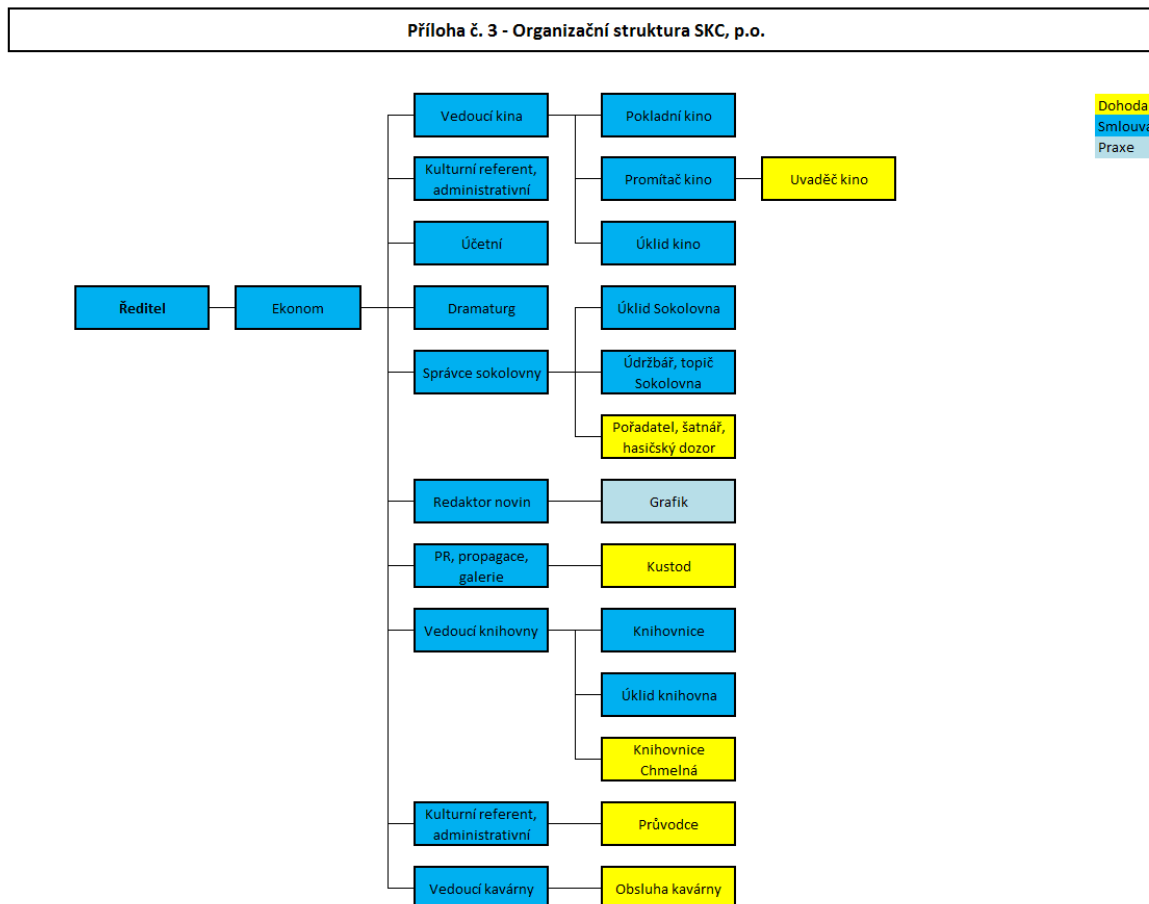 Příloha č. 3 - Organizační struktura SKC, p.o.
Vedoucí kina
Pokladní kino
Dohoda
Smlouva
Praxe
Kulturní referent,
administrativní
Promítač kino
Uvaděč kino
Účetní
Úklid kino
Ředitel
Ekonom
Dramaturg
Úklid Sokolovna
Správce sokolovny
Údržbář, topič
Sokolovna
Pořadatel, šatnář,
hasičský dozor
Redaktor novin
Grafik
PR, propagace,
galerie
Kustod
Vedoucí knihovny
Knihovnice
Úklid knihovna
Knihovnice
Chmelná
Kulturní referent,
administrativní
Průvodce
Vedoucí kavárny
Obsluha kavárny